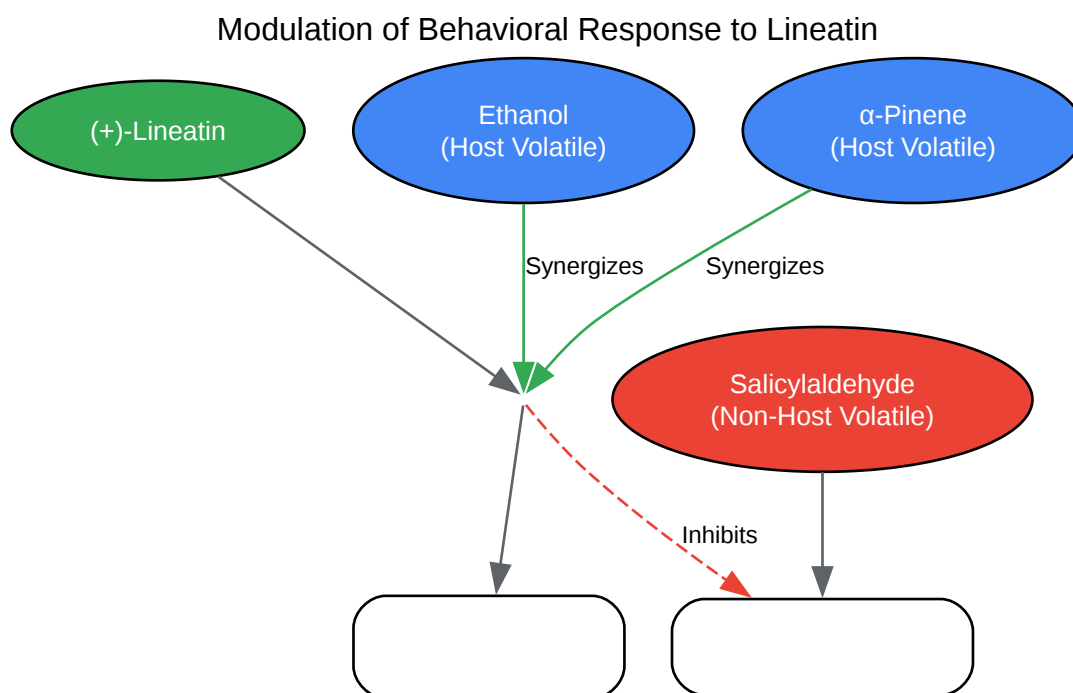 Modulation of Behavioral Response to Lineatin
(+)-Lineatin
Ethanol
(Host Volatile)
α-Pinene
(Host Volatile)
Synergizes
Synergizes
Salicylaldehyde
(Non-Host Volatile)
Inhibits